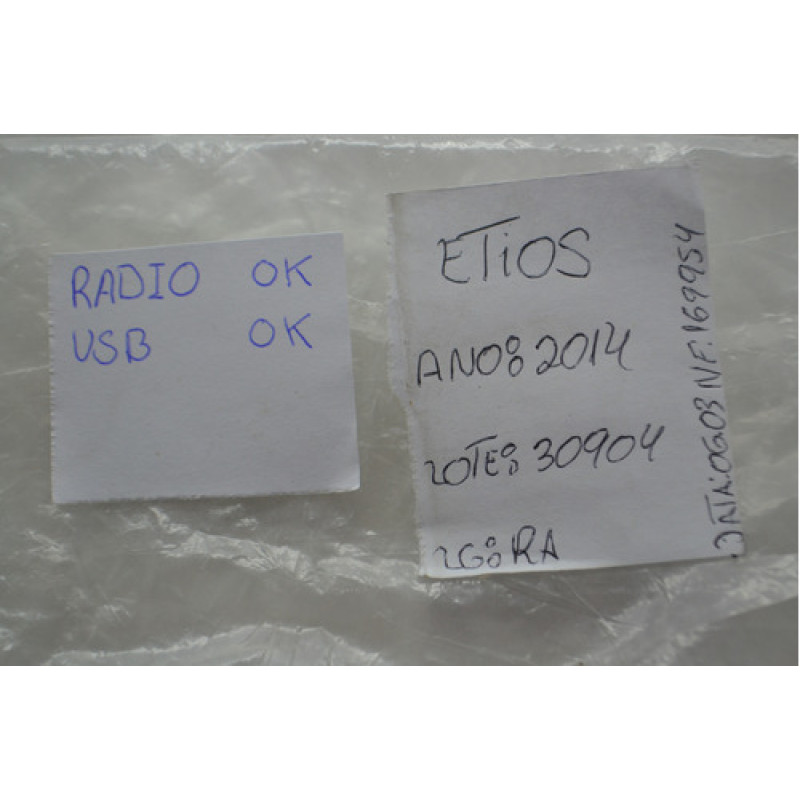 RADIO OK
USB OK
ETiOS
ANO: 2014
LOTE: 30904
LG: RA
DATA: 06.03 NF. 169954